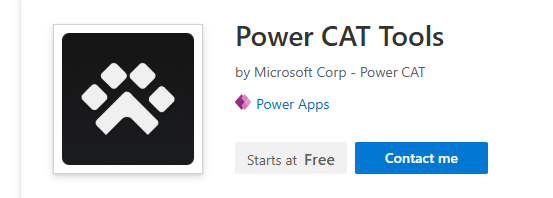 Power CAT Tools
by Microsoft Corp - Power CAT
Power Apps
Starts at Free
Contact me